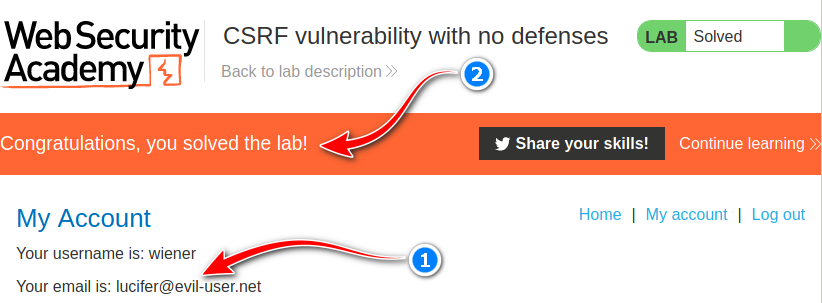 Web Security
Academy
CSRF vulnerability with no defenses
LAB Solved
Back to lab description
2
Congratulations, you solved the lab!
Share your skills!
Continue learning
My Account
Home | My account | Log out
Your username is: wiener
1
Your email is: lucifer@evil-user.net